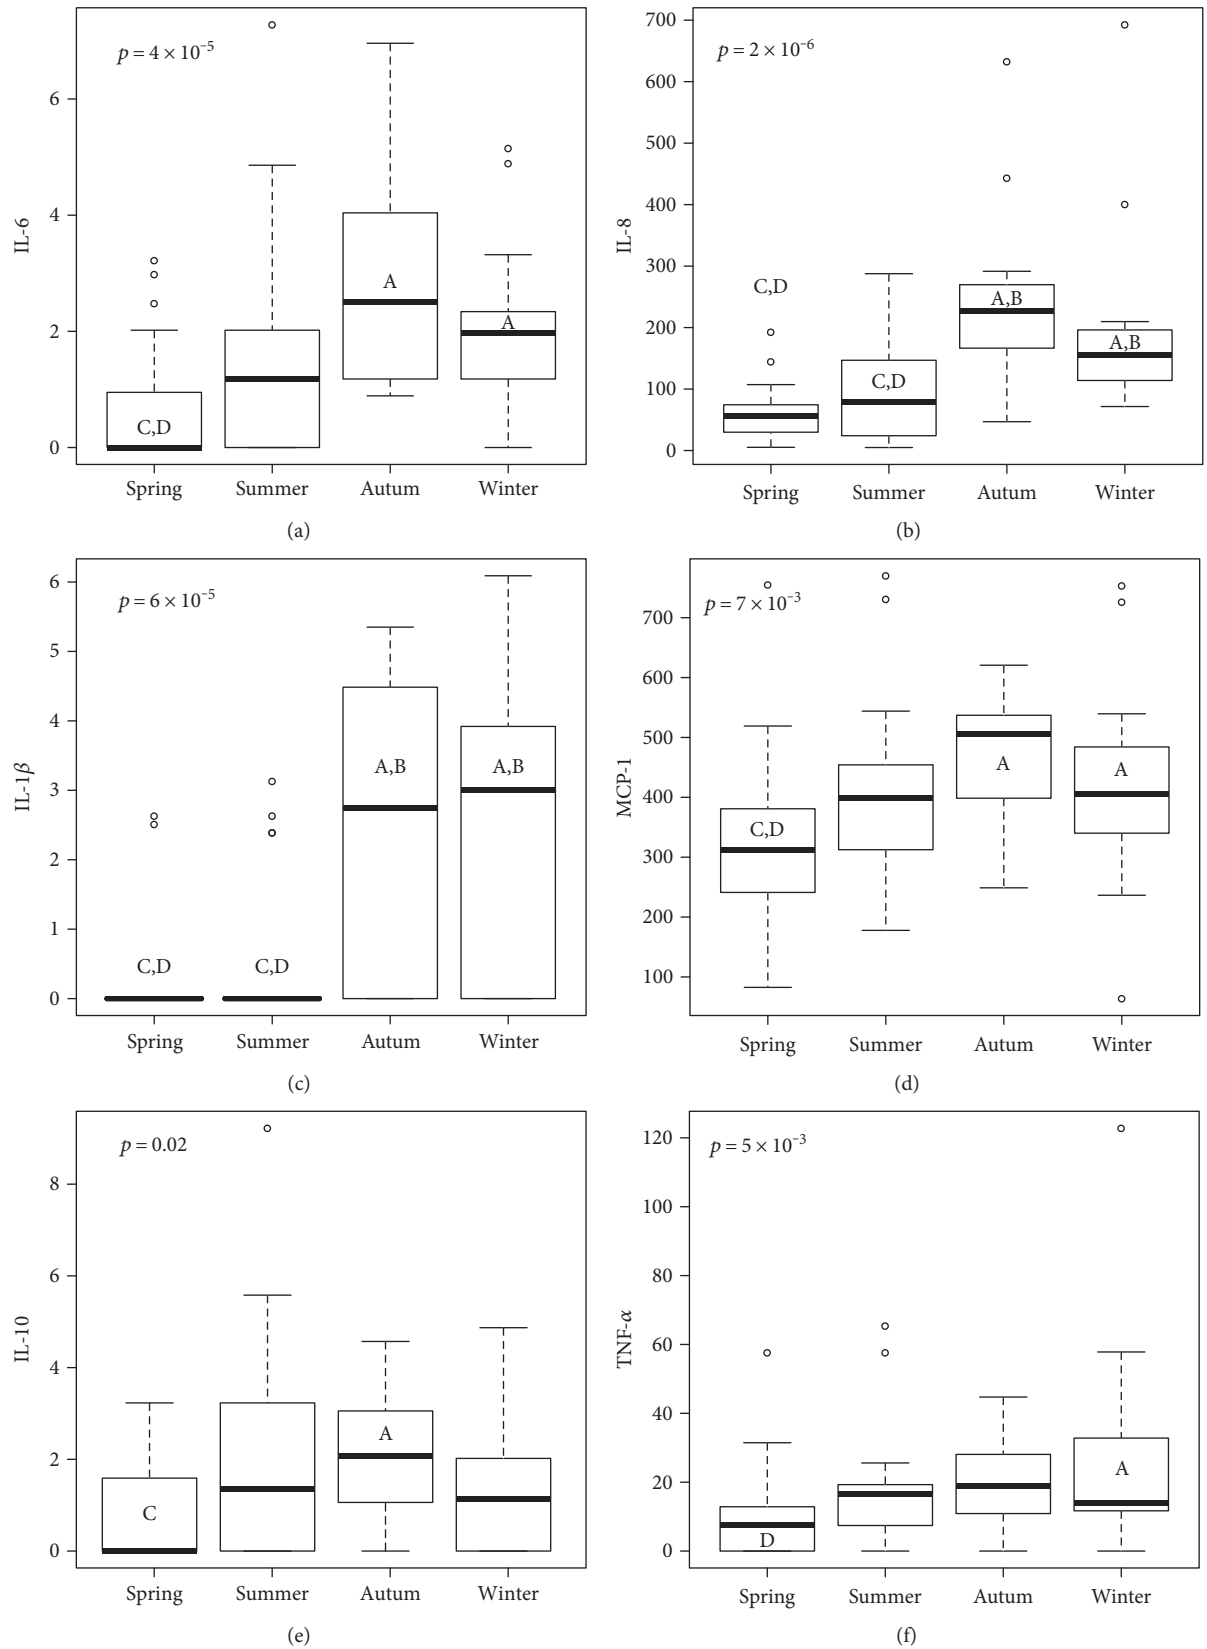 p = 4 × 10⁻⁵
6
4
2
0
IL-6
A
A
C,D
Spring Summer Autum Winter
(a)
p = 2 × 10⁻⁶
700
600
500
400
300
200
100
0
IL-8
C,D
C,D
A,B
A,B
Spring Summer Autum Winter
(b)
p = 6 × 10⁻⁵
6
5
4
3
2
1
0
IL-1β
C,D
C,D
A,B
A,B
Spring Summer Autum Winter
(c)
p = 7 × 10⁻³
700
600
500
400
300
200
100
MCP-1
C,D
A
A
Spring Summer Autum Winter
(d)
p = 0.02
8
6
4
2
0
IL-10
C
A
Spring Summer Autum Winter
(e)
p = 5 × 10⁻³
120
100
80
60
40
20
0
TNF-α
D
A
Spring Summer Autum Winter
(f)